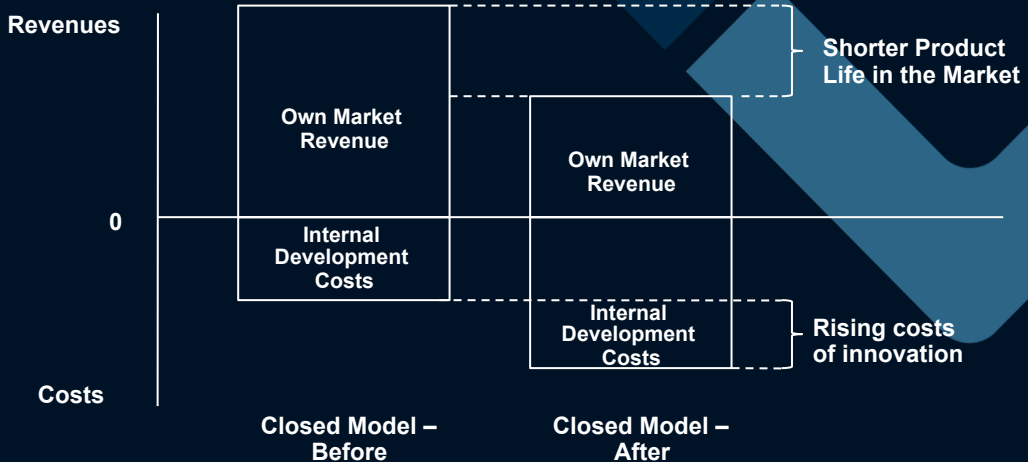 Revenues
Shorter Product
Life in the Market
Own Market
Revenue
Own Market
Revenue
0
Internal
Development
Costs
Internal
Development
Costs
Rising costs
of innovation
Costs
Closed Model –
Before
Closed Model –
After